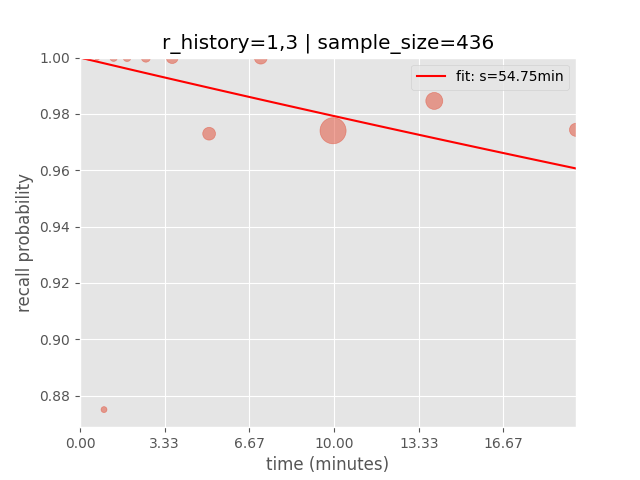 r_history=1,3 | sample_size=436
fit: s=54.75min
1.00
0.98
0.96
0.94
0.92
0.90
0.88
recall probability
0.00 3.33 6.67 10.00 13.33 16.67
time (minutes)